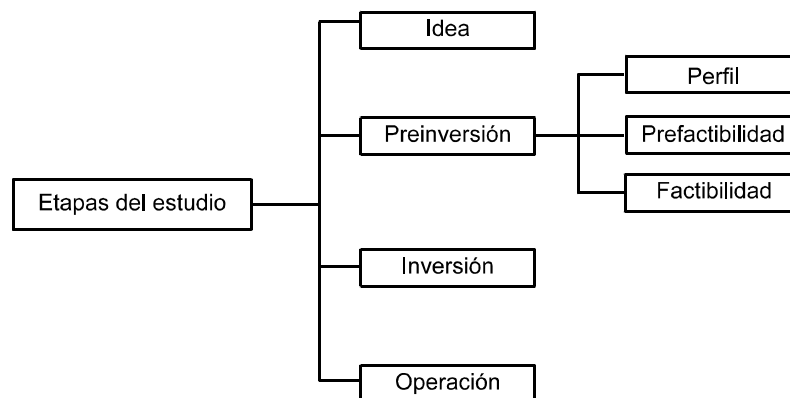 Idea
Perfil
Preinversión
Prefactibilidad
Factibilidad
Etapas del estudio
Inversión
Operación